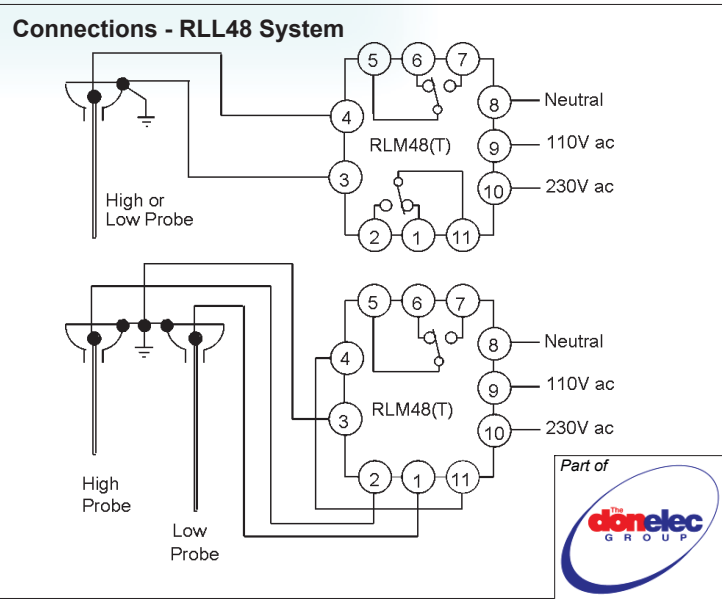 Connections - RLL48 System
5 6 7
4
8 Neutral
RLM48(T)
9 110V ac
3
10 230V ac
High or
Low Probe
2 1 11
5 6 7
4
8 Neutral
9 110V ac
3
RLM48(T)
10 230V ac
2 1 11
High
Probe
Low
Probe
Part of
The
donelec
GROUP